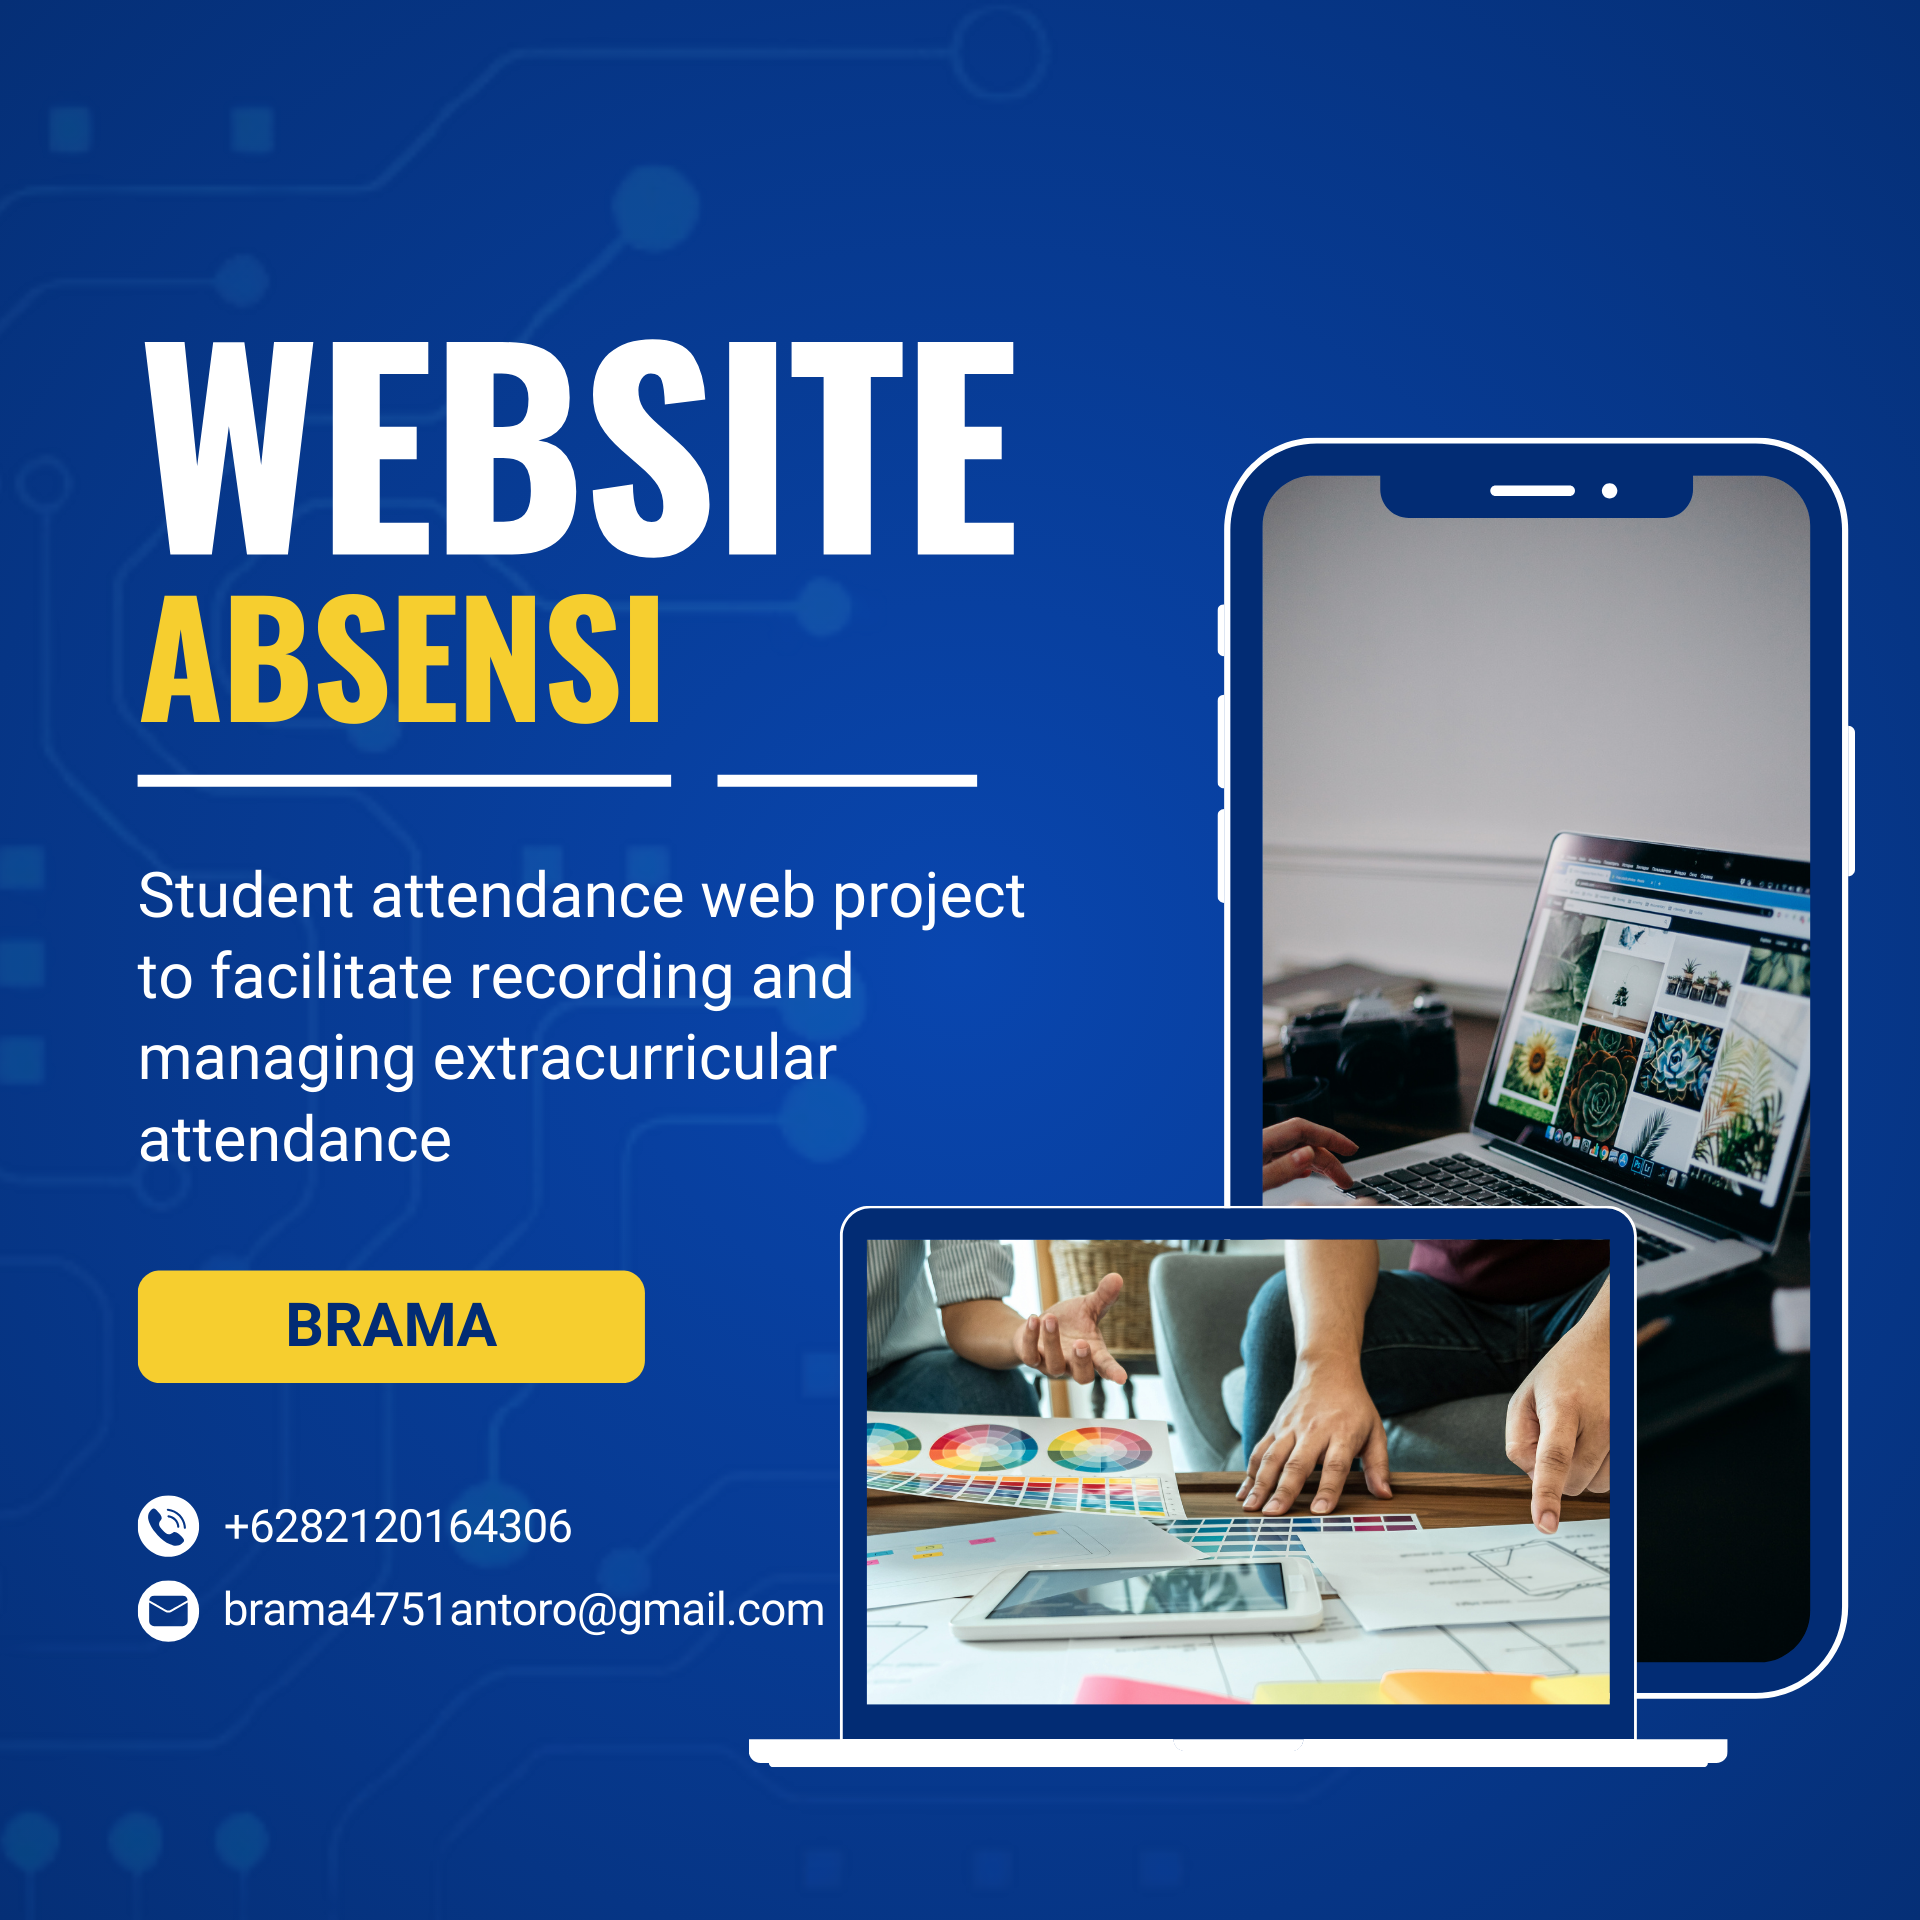 WEBSITE
ABSENSI
Student attendance web project
to facilitate recording and
managing extracurricular
attendance
BRAMA
+6282120164306
brama4751antoro@gmail.com